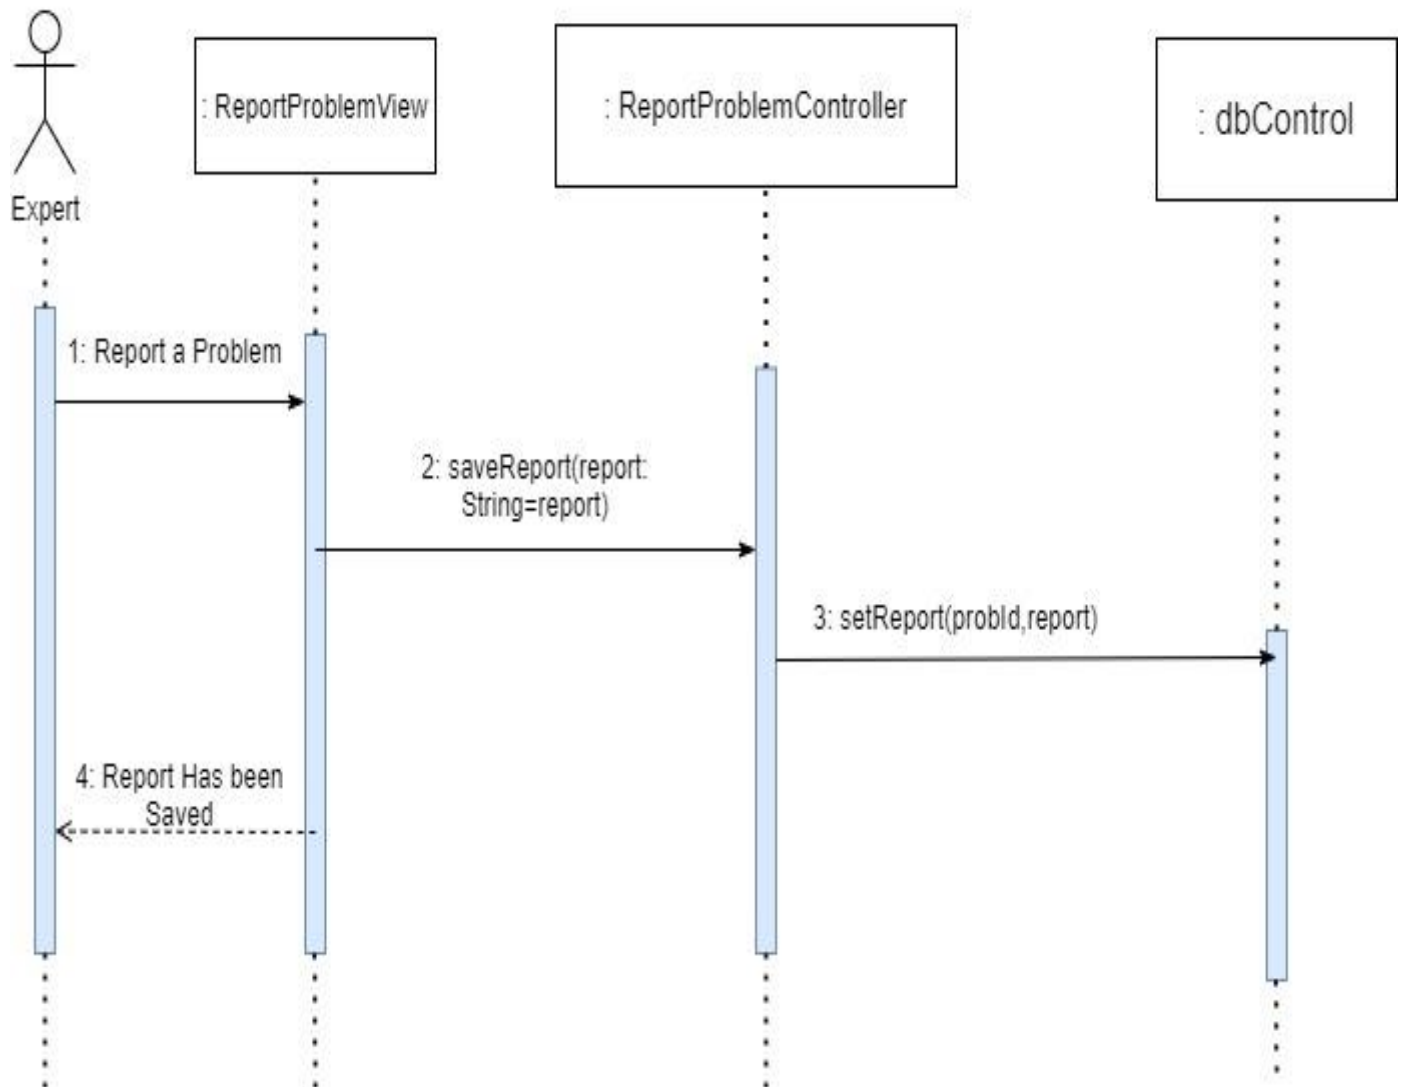 : ReportProblemView
: ReportProblemController
: dbControl
Expert
1: Report a Problem
2: saveReport(report:
String=report)
3: setReport(probId,report)
4: Report Has been
Saved